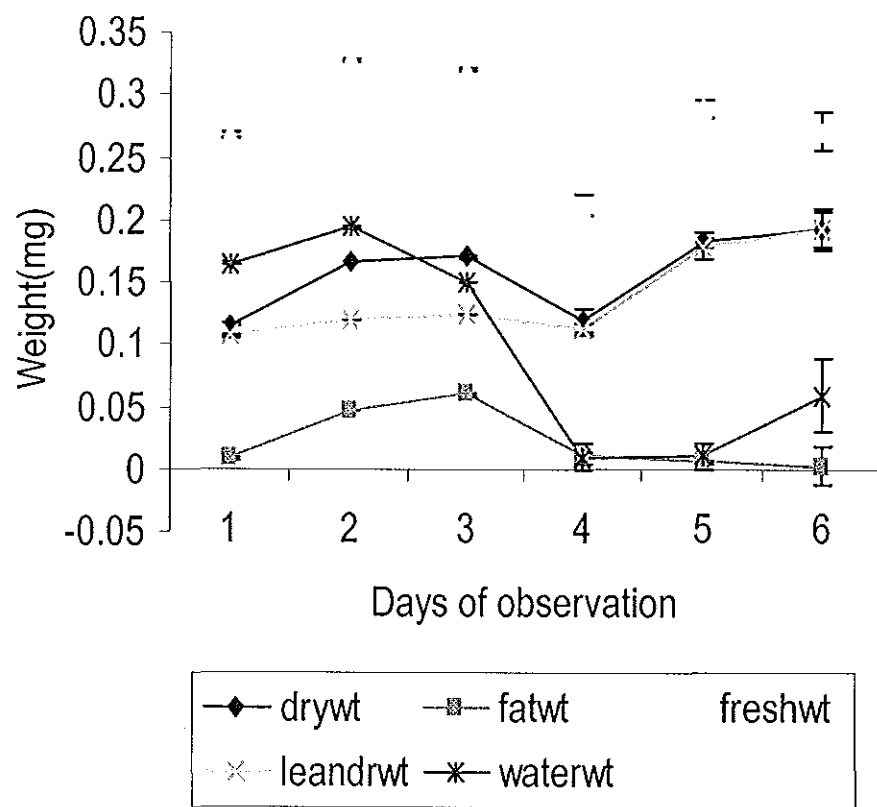 0.35
0.3
0.25
0.2
0.15
0.1
0.05
0
-0.05
Weight(mg)
1 2 3 4 5 6
Days of observation
drywt fatwt freshwt
leandrwt waterwt